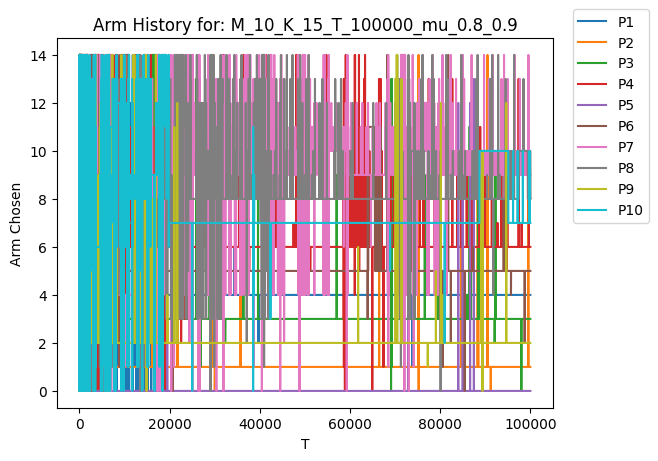 Arm History for: M_10_K_15_T_100000_mu_0.8_0.9
Arm Chosen
14
12
10
8
6
4
2
0
0 20000 40000 60000 80000 100000
T
P1
P2
P3
P4
P5
P6
P7
P8
P9
P10